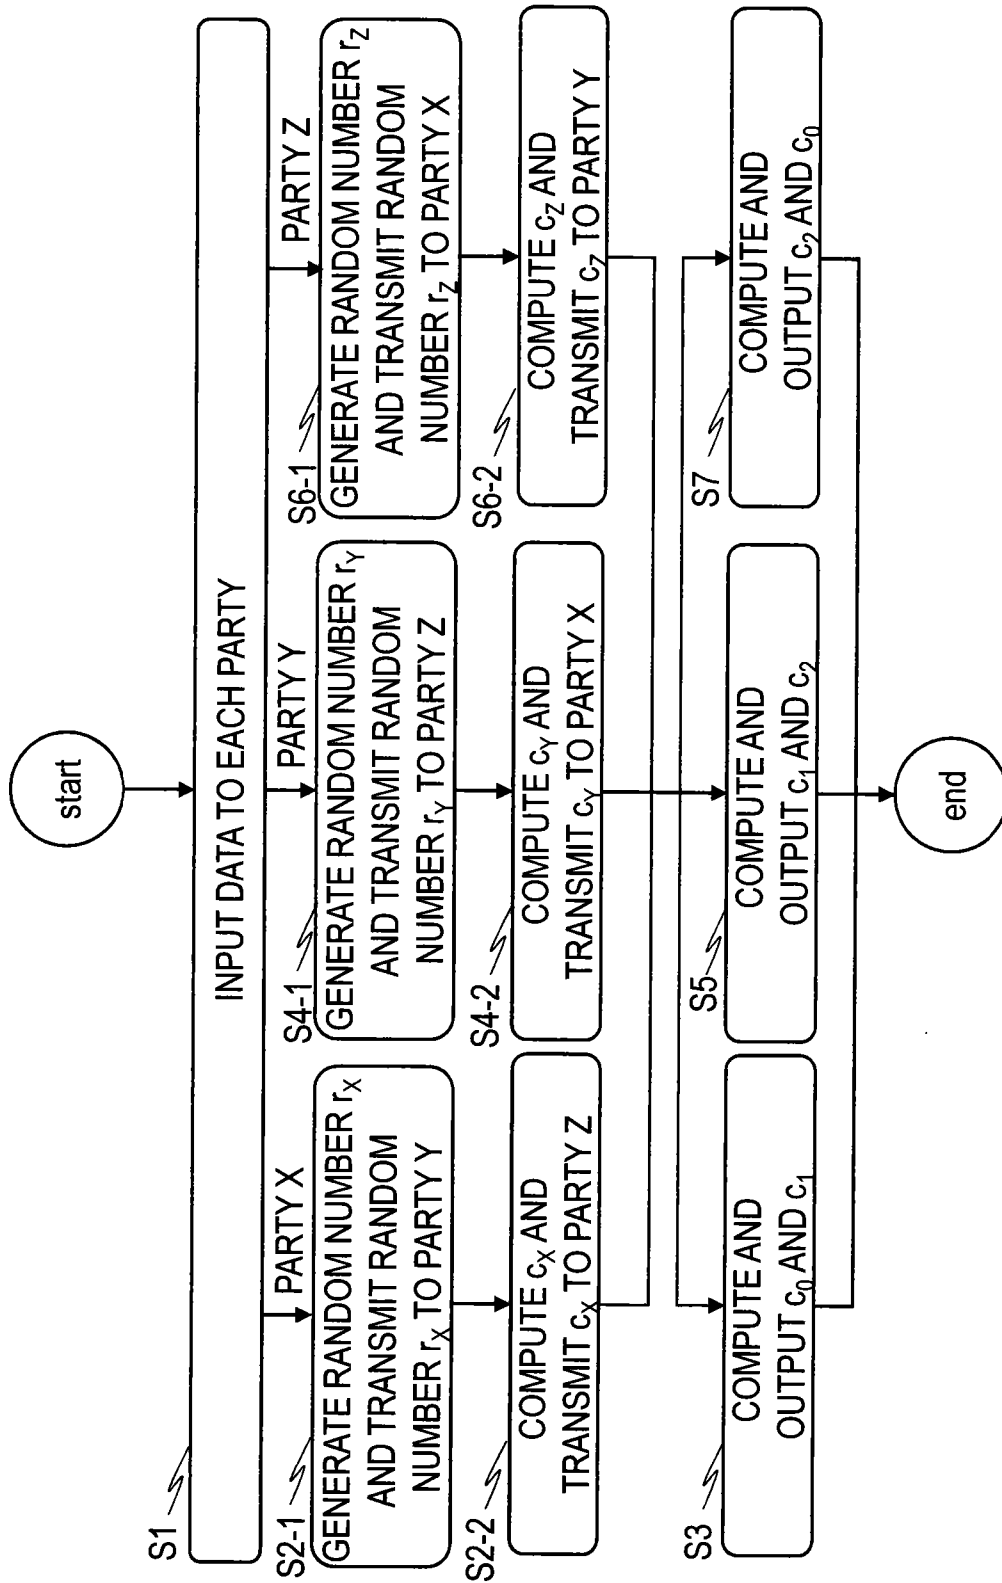 start
S1
INPUT DATA TO EACH PARTY
PARTY X
PARTY Y
PARTY Z
S2-1
GENERATE RANDOM NUMBER r_X
AND TRANSMIT RANDOM
NUMBER r_X TO PARTY Y
S4-1
GENERATE RANDOM NUMBER r_Y
AND TRANSMIT RANDOM
NUMBER r_Y TO PARTY Z
S6-1
GENERATE RANDOM NUMBER r_Z
AND TRANSMIT RANDOM
NUMBER r_Z TO PARTY X
S2-2
COMPUTE c_X AND
TRANSMIT c_X TO PARTY Z
S4-2
COMPUTE c_Y AND
TRANSMIT c_Y TO PARTY X
S6-2
COMPUTE c_Z AND
TRANSMIT c_Z TO PARTY Y
S3
COMPUTE AND
OUTPUT c_0 AND c_1
S5
COMPUTE AND
OUTPUT c_1 AND c_2
S7
COMPUTE AND
OUTPUT c_2 AND c_0
end